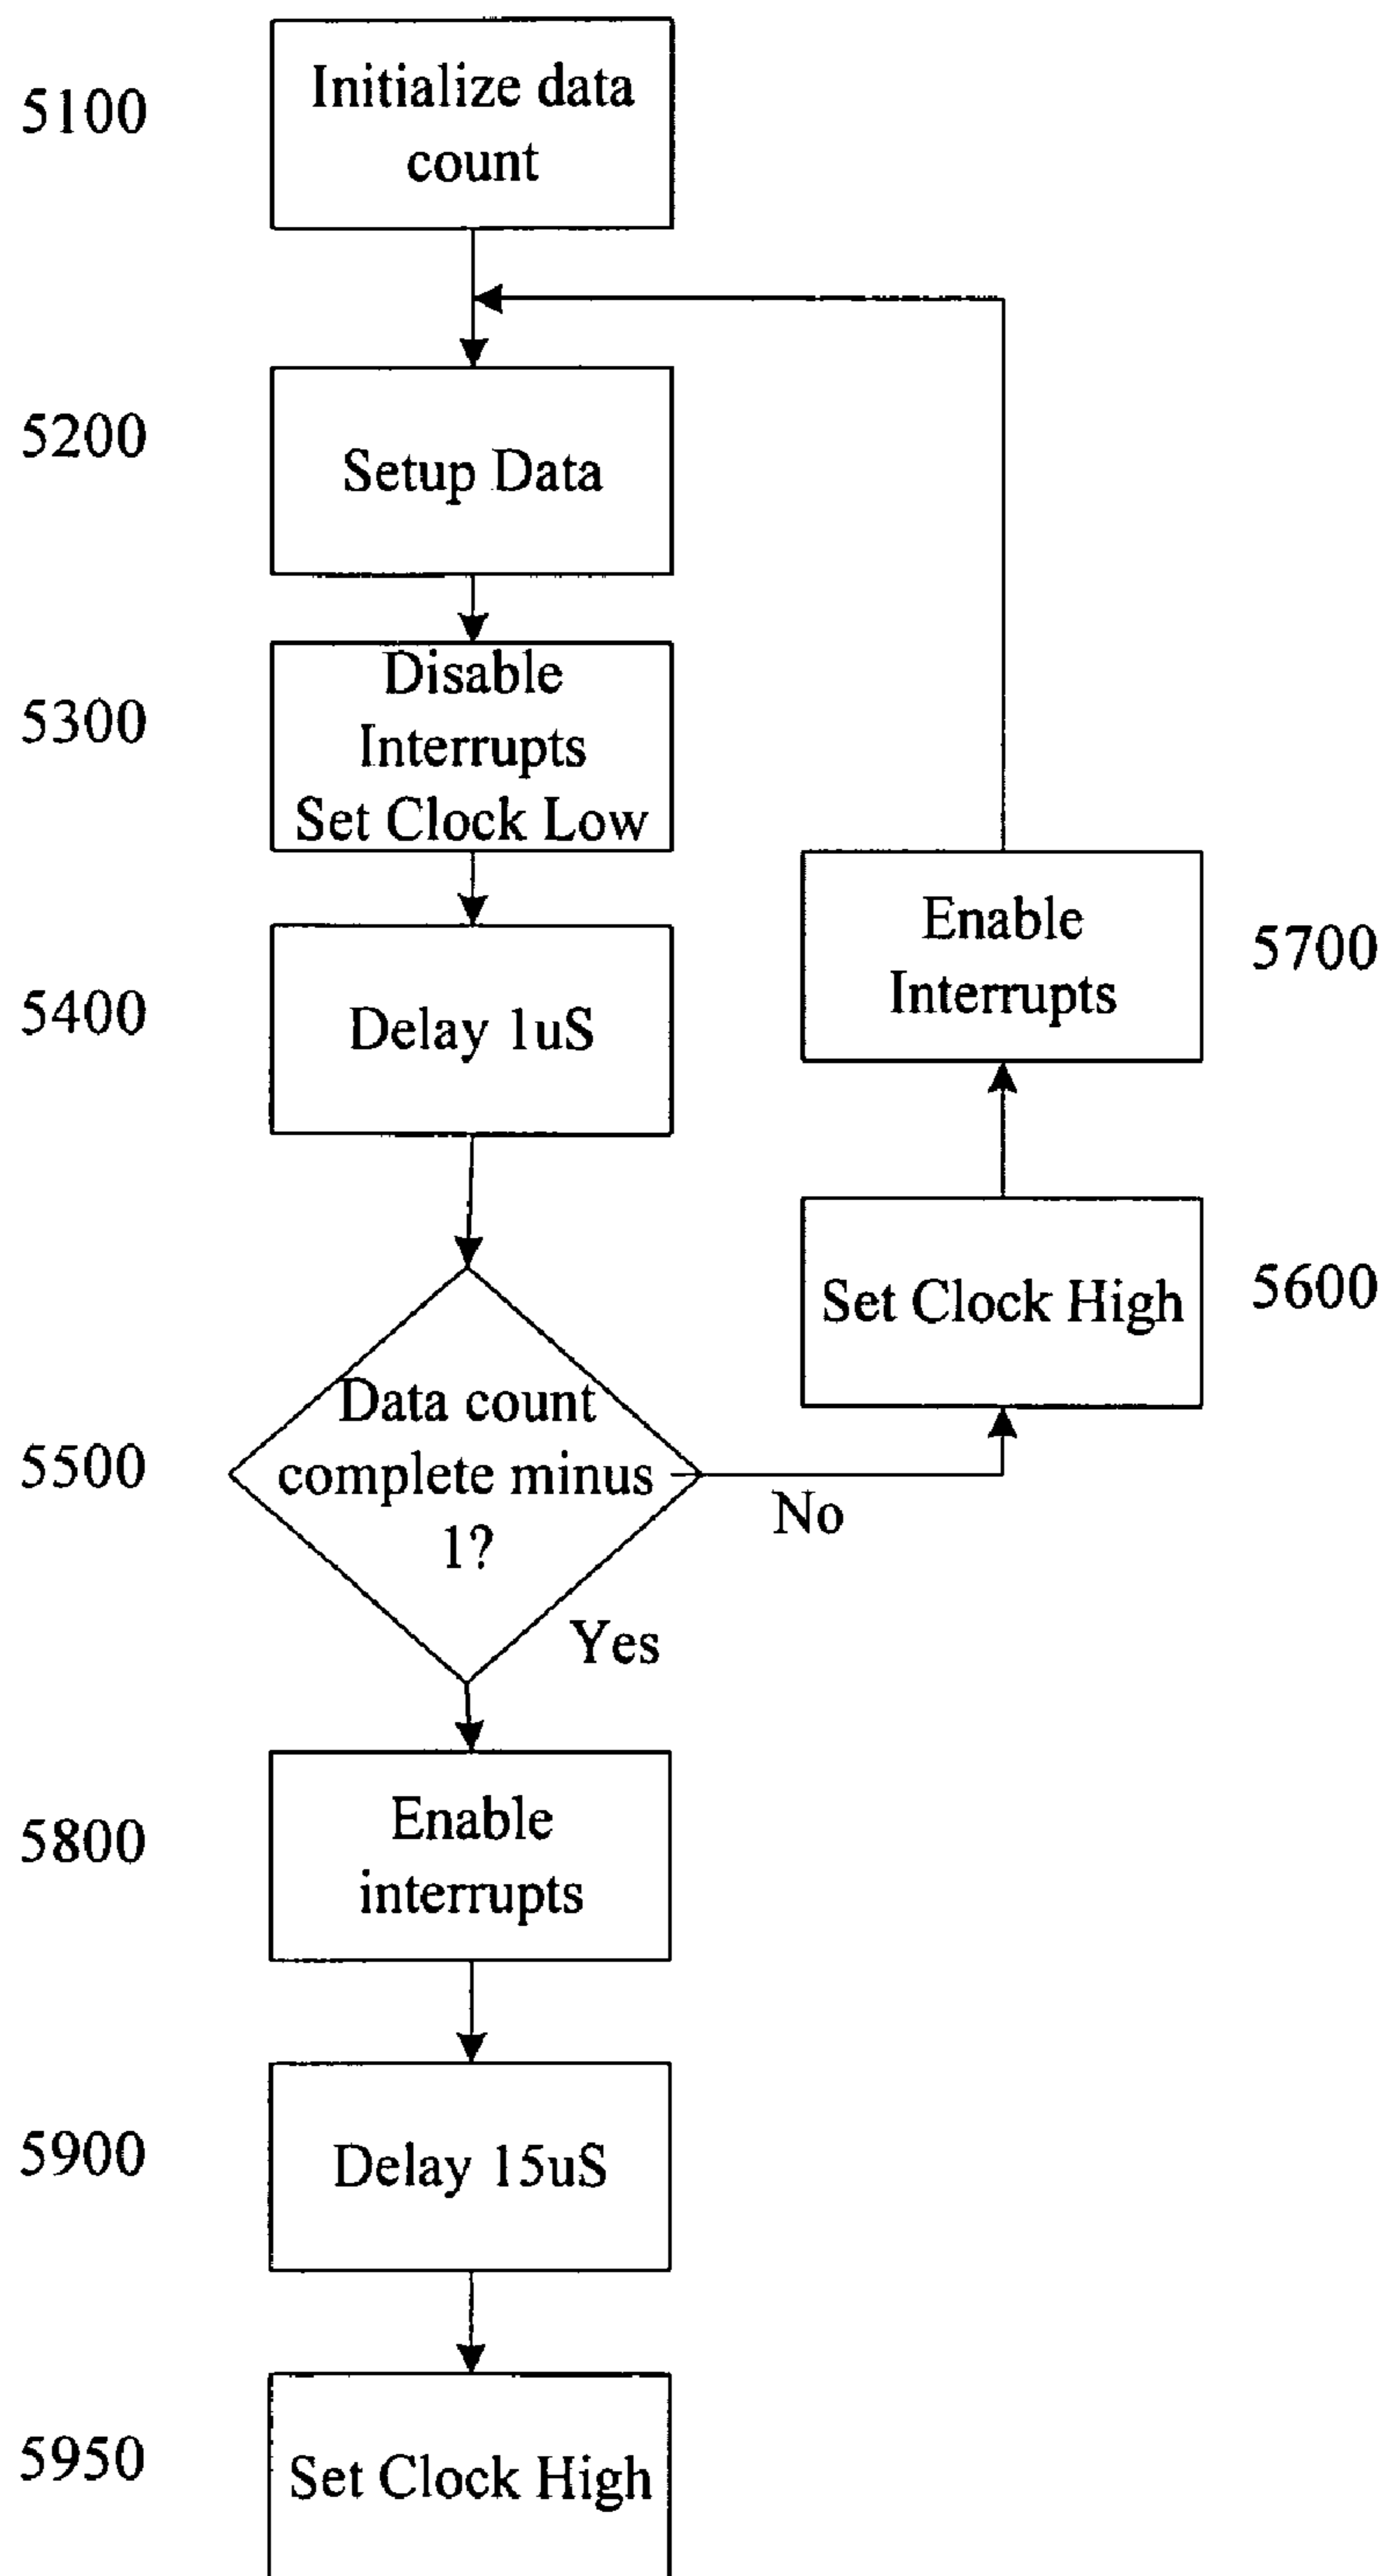 5100
Initialize data
count
5200
Setup Data
5300
Disable
Interrupts
Set Clock Low
5400
Delay 1uS
Enable
Interrupts
5700
Set Clock High
5600
5500
Data count
complete minus
1?
No
Yes
5800
Enable
interrupts
5900
Delay 15uS
5950
Set Clock High